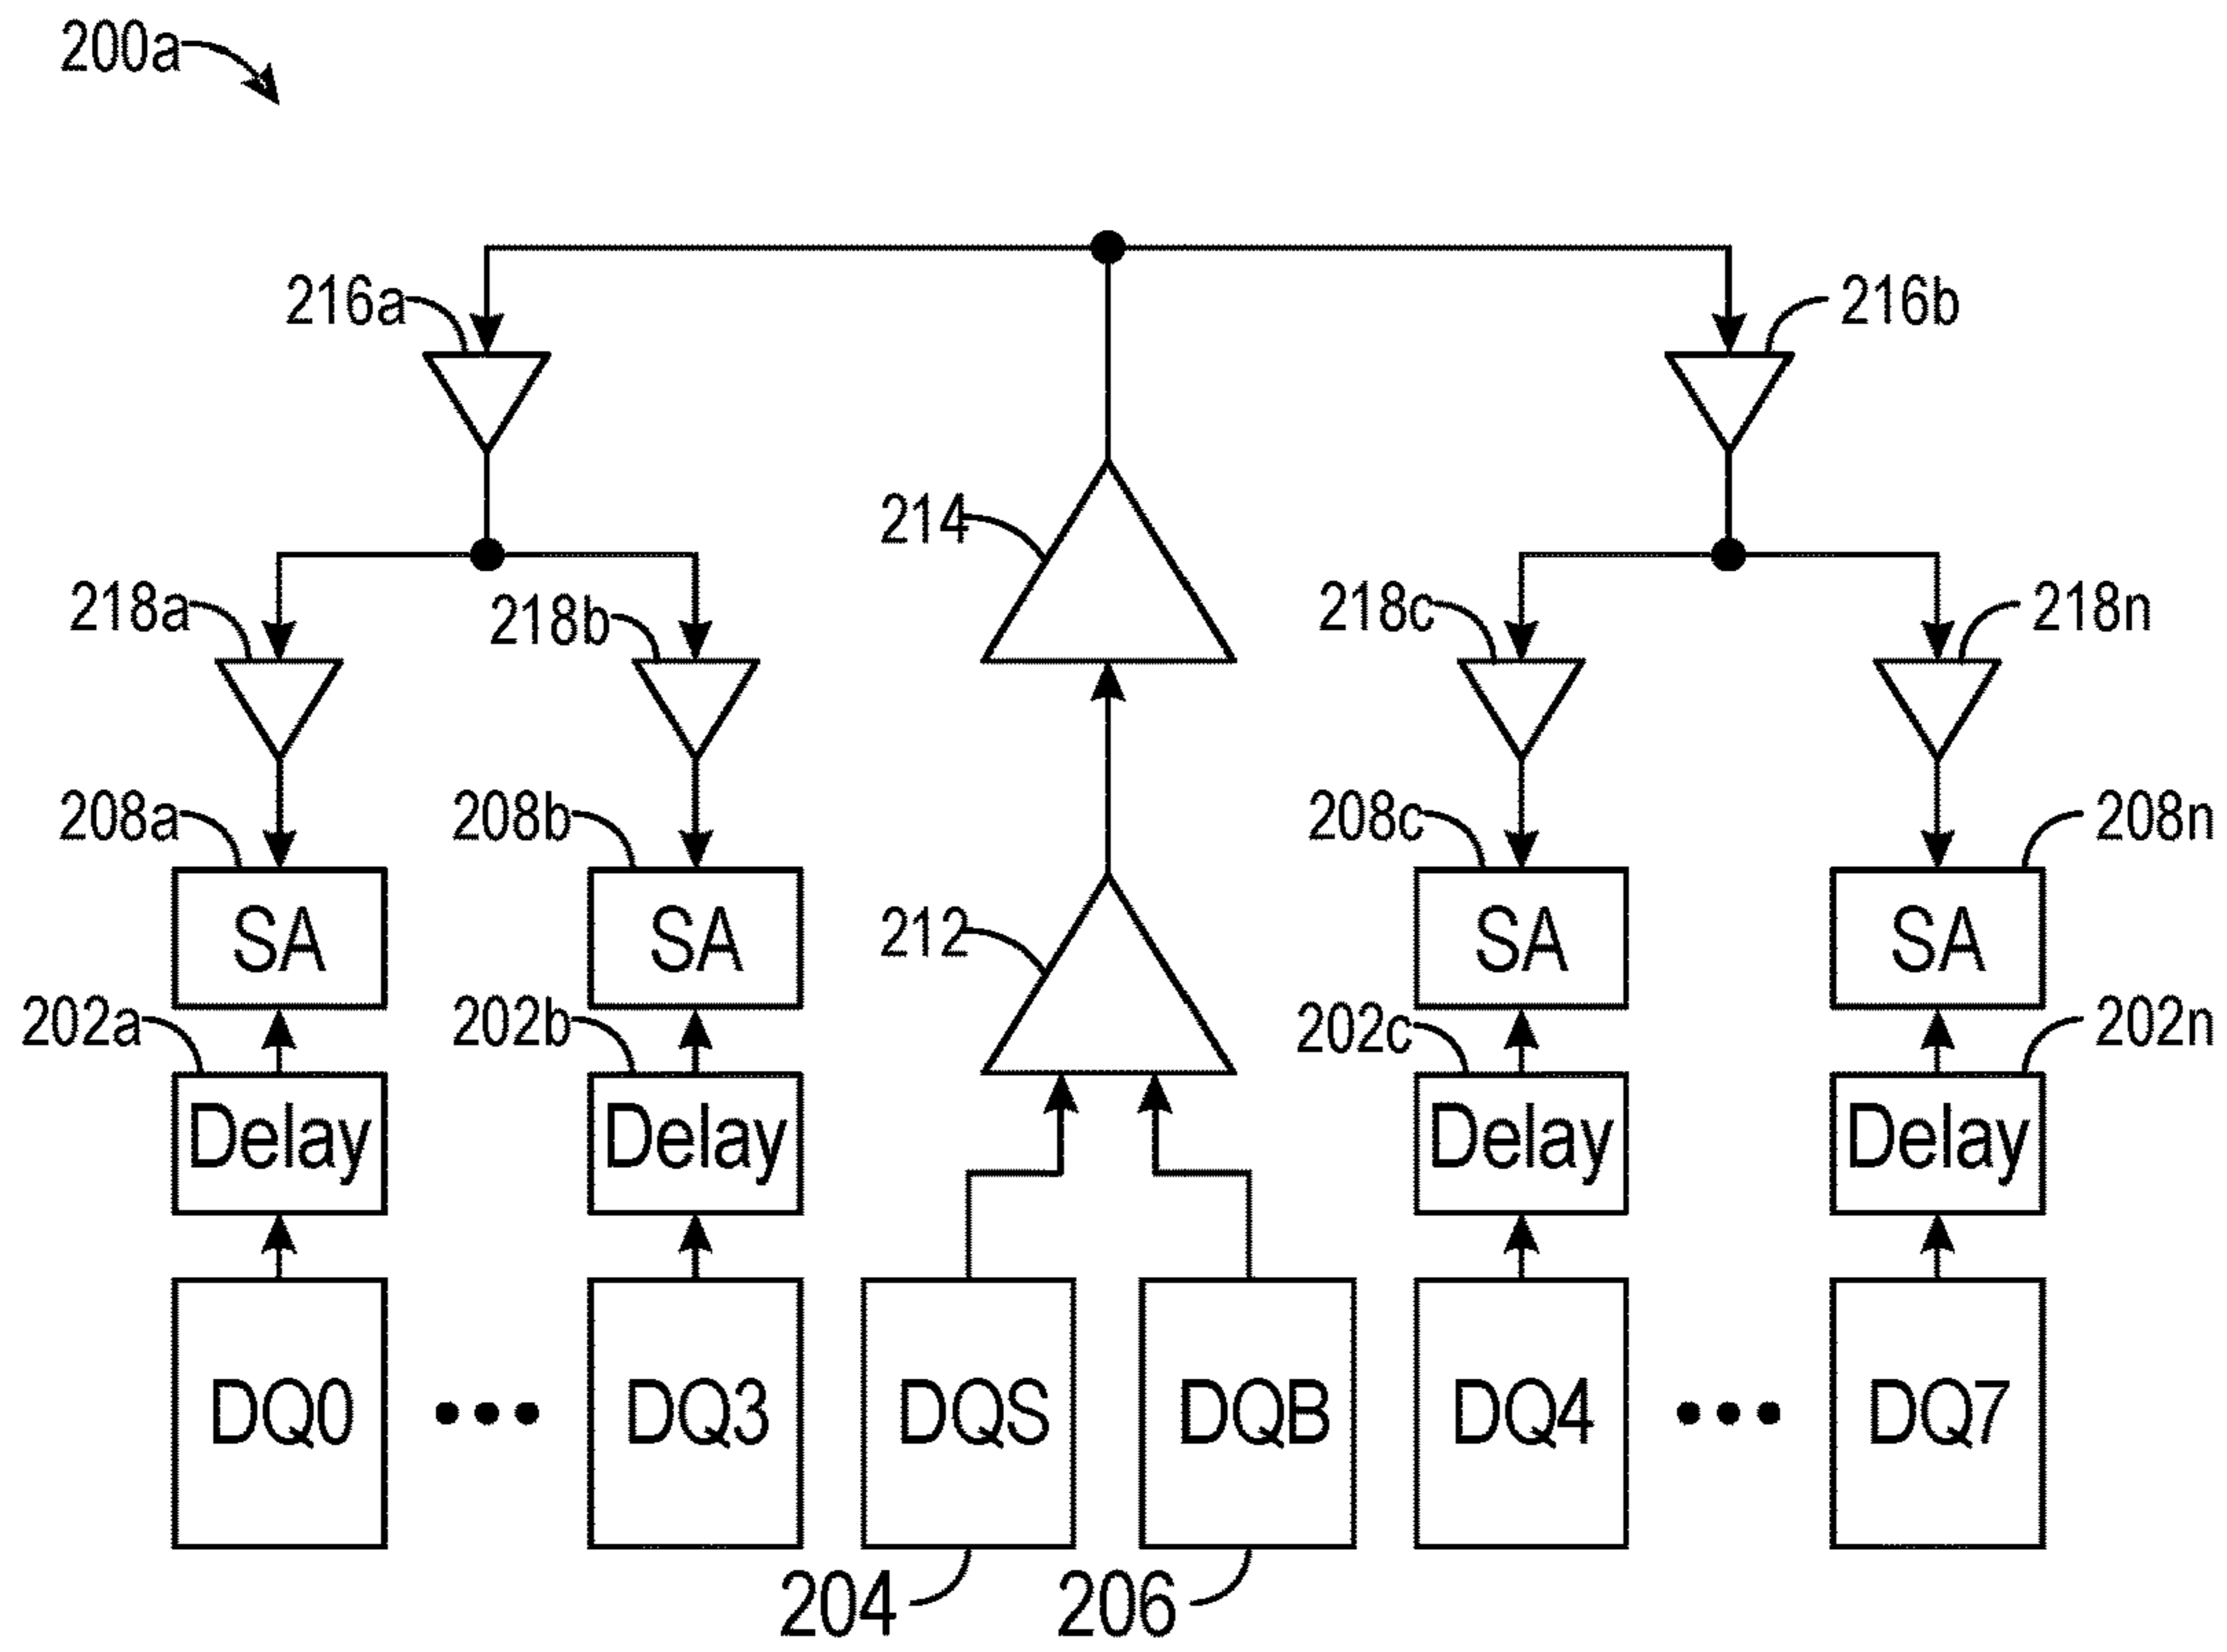 200a
216a
216b
214
218a
218b
218c
218n
208a
208b
208c
208n
SA
SA
212
SA
SA
202a
202b
202c
202n
Delay
Delay
Delay
Delay
DQ0
DQ3
DQS
DQB
DQ4
DQ7
204
206